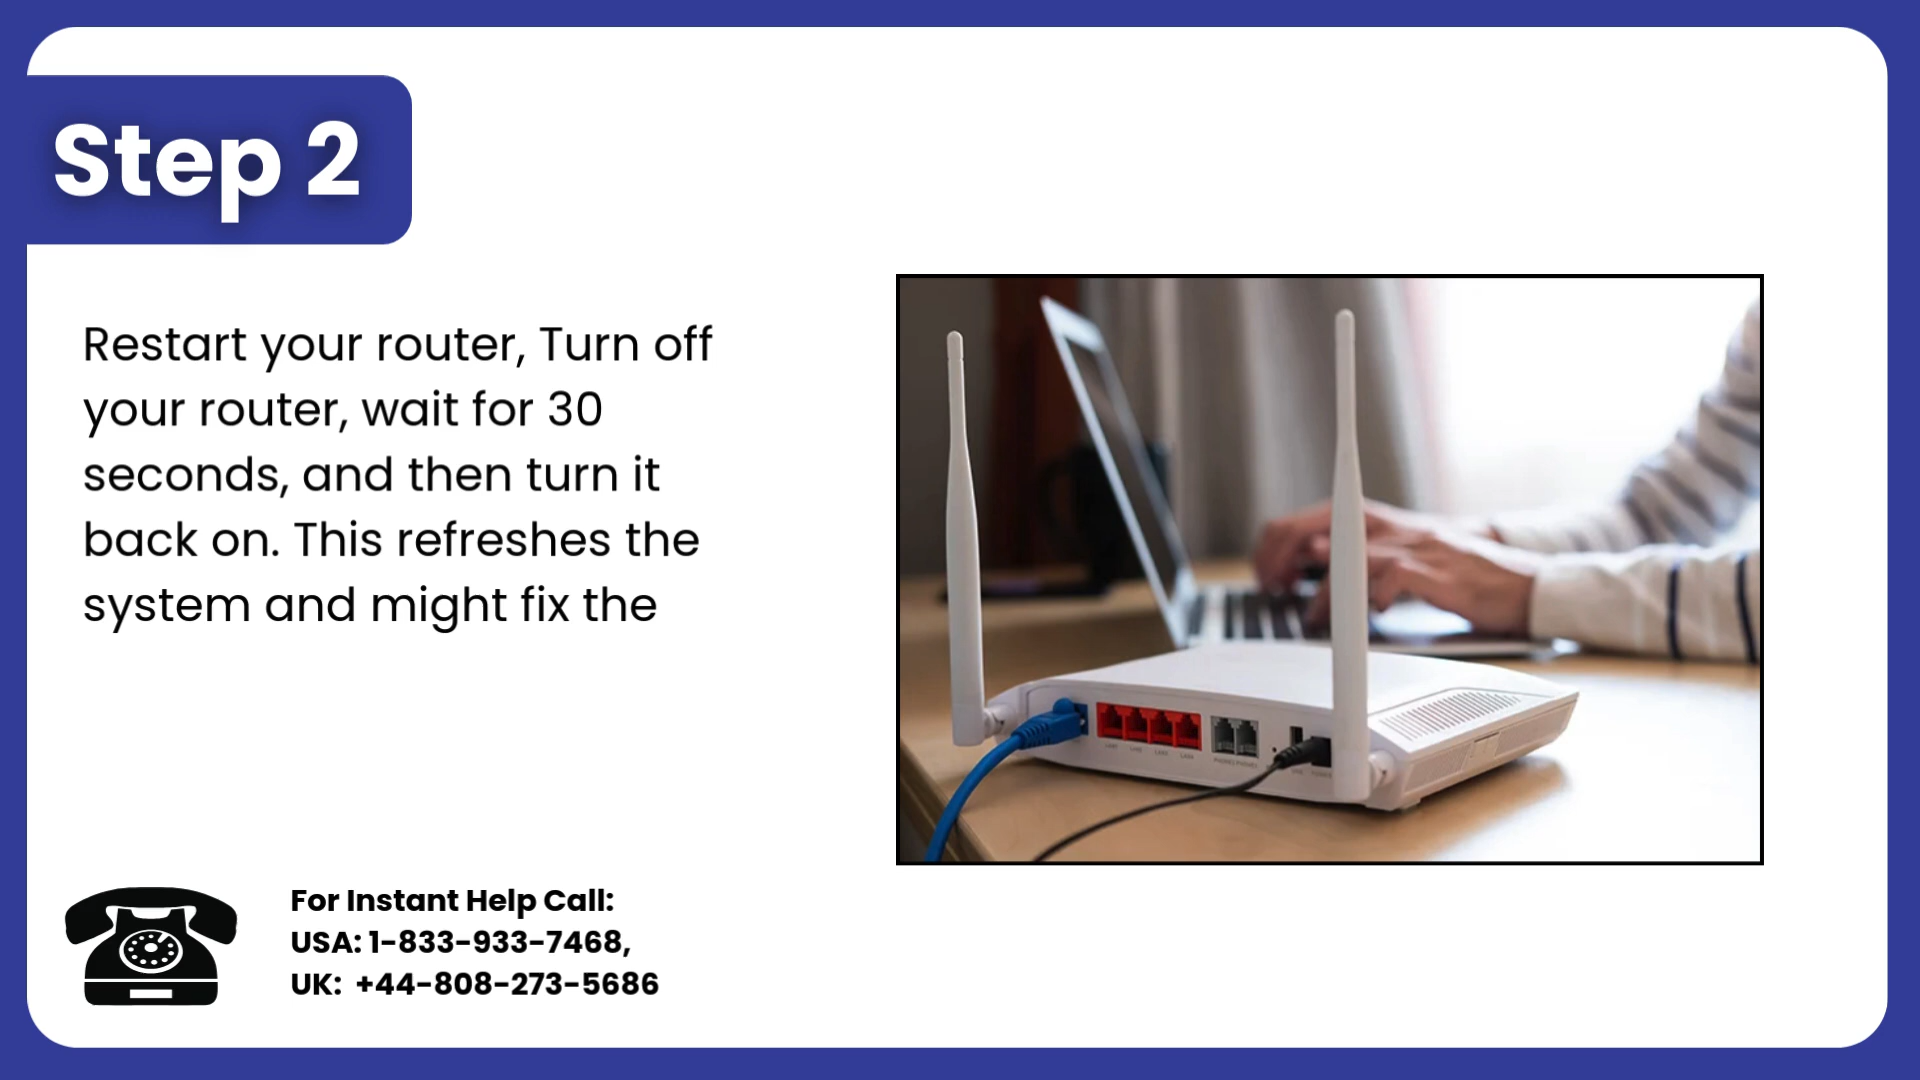 Step 2
Restart your router, Turn off
your router, wait for 30
seconds, and then turn it
back on. This refreshes the
system and might fix the
For Instant Help Call:
USA: 1-833-933-7468,
UK: +44-808-273-5686